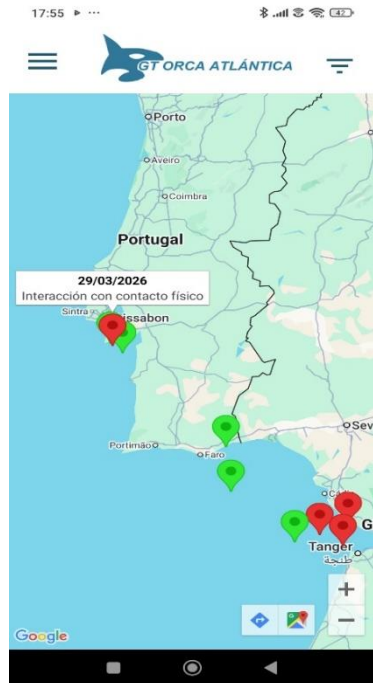 17:55
42
GT ORCA ATLÁNTICA
Porto
Aveiro
Coimbra
Portugal
29/03/2026
Interacción con contacto físico
Sintra
issabon
Portimão
Faro
Sev
Tanger
طنجة
+
−
Google